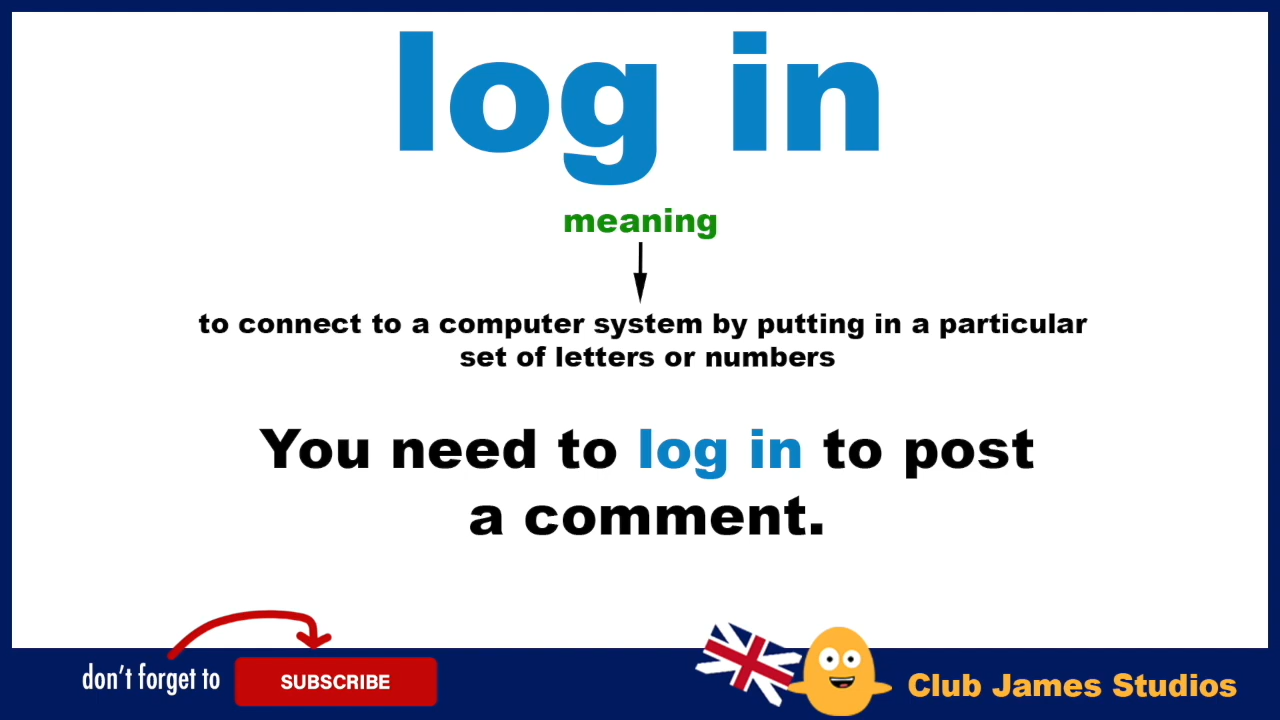 log in
meaning
to connect to a computer system by putting in a particular
set of letters or numbers
You need to log in to post
a comment.
don't forget to SUBSCRIBE
Club James Studios